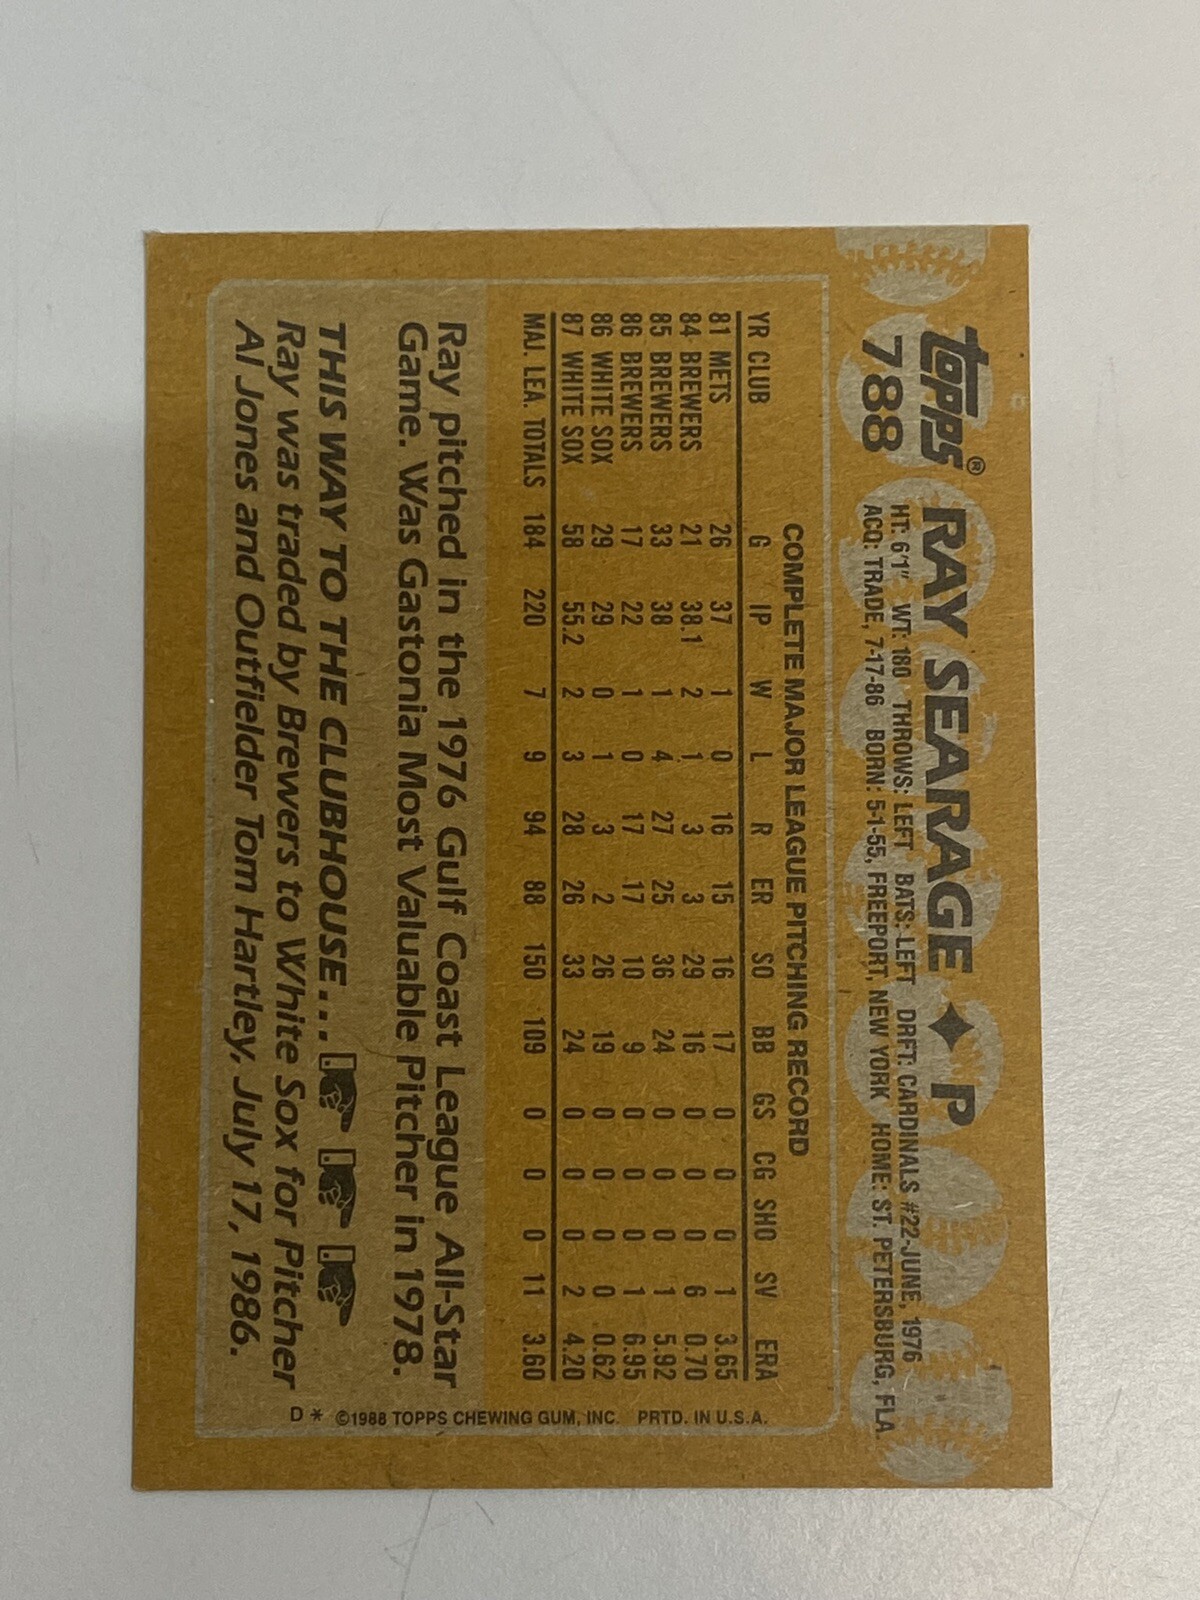 topps®
788
RAY SEARAGE ✦ P
HT: 6'1" WT: 180 THROWS: LEFT BATS: LEFT DRFT: CARDINALS #22-JUNE, 1976
ACQ: TRADE, 7-17-86 BORN: 5-1-55, FREEPORT, NEW YORK HOME: ST. PETERSBURG, FLA.
COMPLETE MAJOR LEAGUE PITCHING RECORD
YR CLUB G IP W L R ER SO BB GS CG SHO SV ERA
81 METS 26 37 1 0 16 15 16 17 0 0 0 1 3.65
84 BREWERS 21 38.1 2 1 3 3 29 16 0 0 0 6 0.70
85 BREWERS 33 38 1 4 27 25 36 24 0 0 0 1 5.92
86 BREWERS 17 22 1 0 17 17 10 9 0 0 0 1 6.95
86 WHITE SOX 29 29 0 1 3 2 26 19 0 0 0 0 0.62
87 WHITE SOX 58 55.2 2 3 28 26 33 24 0 0 0 2 4.20
MAJ. LEA. TOTALS 184 220 7 9 94 88 150 109 0 0 0 11 3.60
Ray pitched in the 1976 Gulf Coast League All-Star
Game. Was Gastonia Most Valuable Pitcher in 1978.
THIS WAY TO THE CLUBHOUSE...
Ray was traded by Brewers to White Sox for Pitcher
Al Jones and Outfielder Tom Hartley, July 17, 1986.
D * ©1988 TOPPS CHEWING GUM, INC. PRTD. IN U.S.A.